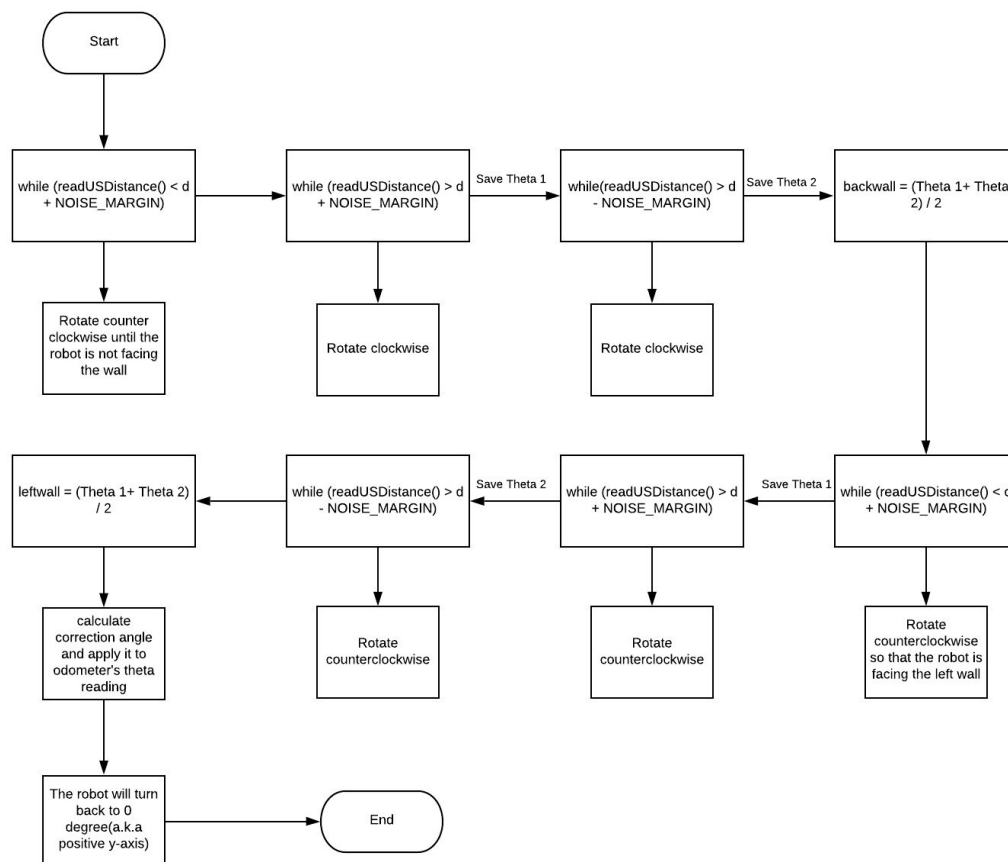 Start
while (readUSDistance() < d
+ NOISE_MARGIN)
while (readUSDistance() > d
+ NOISE_MARGIN)
Save Theta 1
while(readUSDistance() > d
- NOISE_MARGIN)
Save Theta 2
backwall = (Theta 1+ Theta
2) / 2
Rotate counter
clockwise until the
robot is not facing
the wall
Rotate clockwise
Rotate clockwise
while (readUSDistance() < d
+ NOISE_MARGIN)
Save Theta 1
while (readUSDistance() > d
+ NOISE_MARGIN)
Save Theta 2
while (readUSDistance() > d
- NOISE_MARGIN)
leftwall = (Theta 1+ Theta 2)
/ 2
Rotate
counterclockwise
so that the robot is
facing the left wall
Rotate
counterclockwise
Rotate
counterclockwise
calculate
correction angle
and apply it to
odometer's theta
reading
The robot will turn
back to 0
degree(a.k.a
positive y-axis)
End